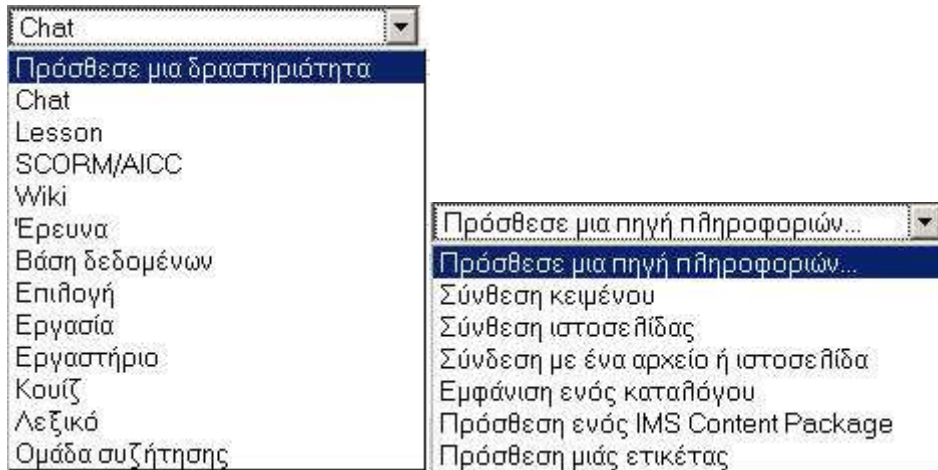 Chat
Πρόσθεσε μια δραστηριότητα
Chat
Lesson
SCORM/AICC
Wiki
Έρευνα
Βάση δεδομένων
Επιλογή
Εργασία
Εργαστήριο
Κουίζ
Λεξικό
Ομάδα συζήτησης
Πρόσθεσε μια πηγή πληροφοριών...
Πρόσθεσε μια πηγή πληροφοριών...
Σύνθεση κειμένου
Σύνθεση ιστοσελίδας
Σύνδεση με ένα αρχείο ή ιστοσελίδα
Εμφάνιση ενός καταλόγου
Πρόσθεση ενός IMS Content Package
Πρόσθεση μιάς ετικέτας